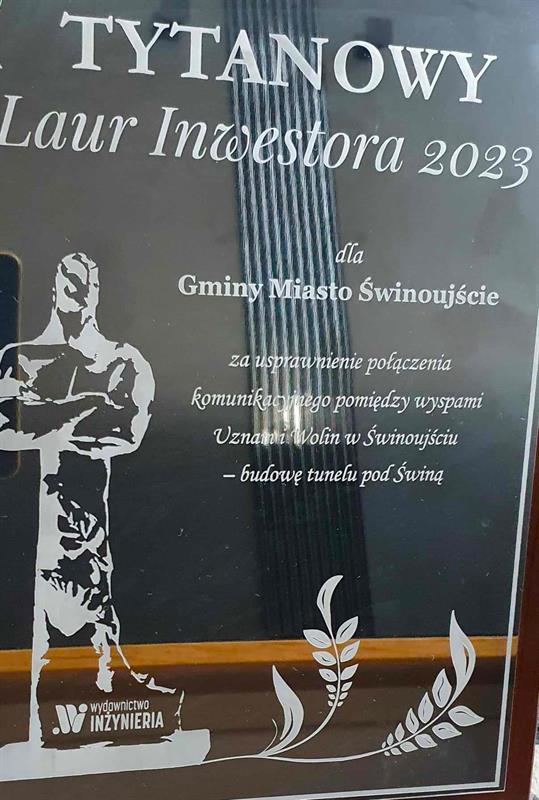 TYTANOWY
Laur Inwestora 2023
dla
Gminy Miasto Świnoujście
za usprawnienie połączenia
komunikacyjnego pomiędzy wyspami
Uznam i Wolin w Świnoujściu
– budowę tunelu pod Świną
wydawnictwo
INŻYNIERIA